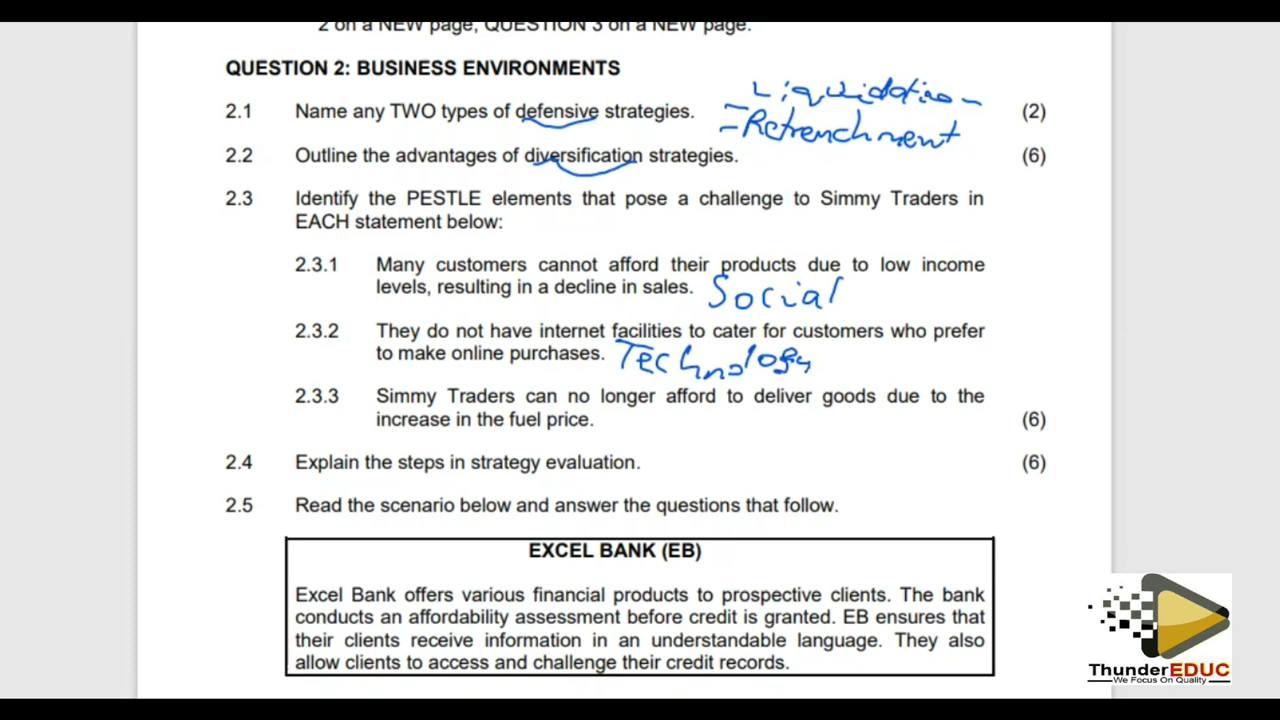 2 on a NEW page, QUESTION 3 on a NEW page.
QUESTION 2: BUSINESS ENVIRONMENTS
2.1 Name any TWO types of defensive strategies. (2)
- Liquidation
- Retrenchment
2.2 Outline the advantages of diversification strategies. (6)
2.3 Identify the PESTLE elements that pose a challenge to Simmy Traders in
EACH statement below:
2.3.1 Many customers cannot afford their products due to low income
levels, resulting in a decline in sales. Social
2.3.2 They do not have internet facilities to cater for customers who prefer
to make online purchases. Technology
2.3.3 Simmy Traders can no longer afford to deliver goods due to the
increase in the fuel price. (6)
2.4 Explain the steps in strategy evaluation. (6)
2.5 Read the scenario below and answer the questions that follow.
EXCEL BANK (EB)
Excel Bank offers various financial products to prospective clients. The bank
conducts an affordability assessment before credit is granted. EB ensures that
their clients receive information in an understandable language. They also
allow clients to access and challenge their credit records.
ThunderEDUC
We Focus On Quality